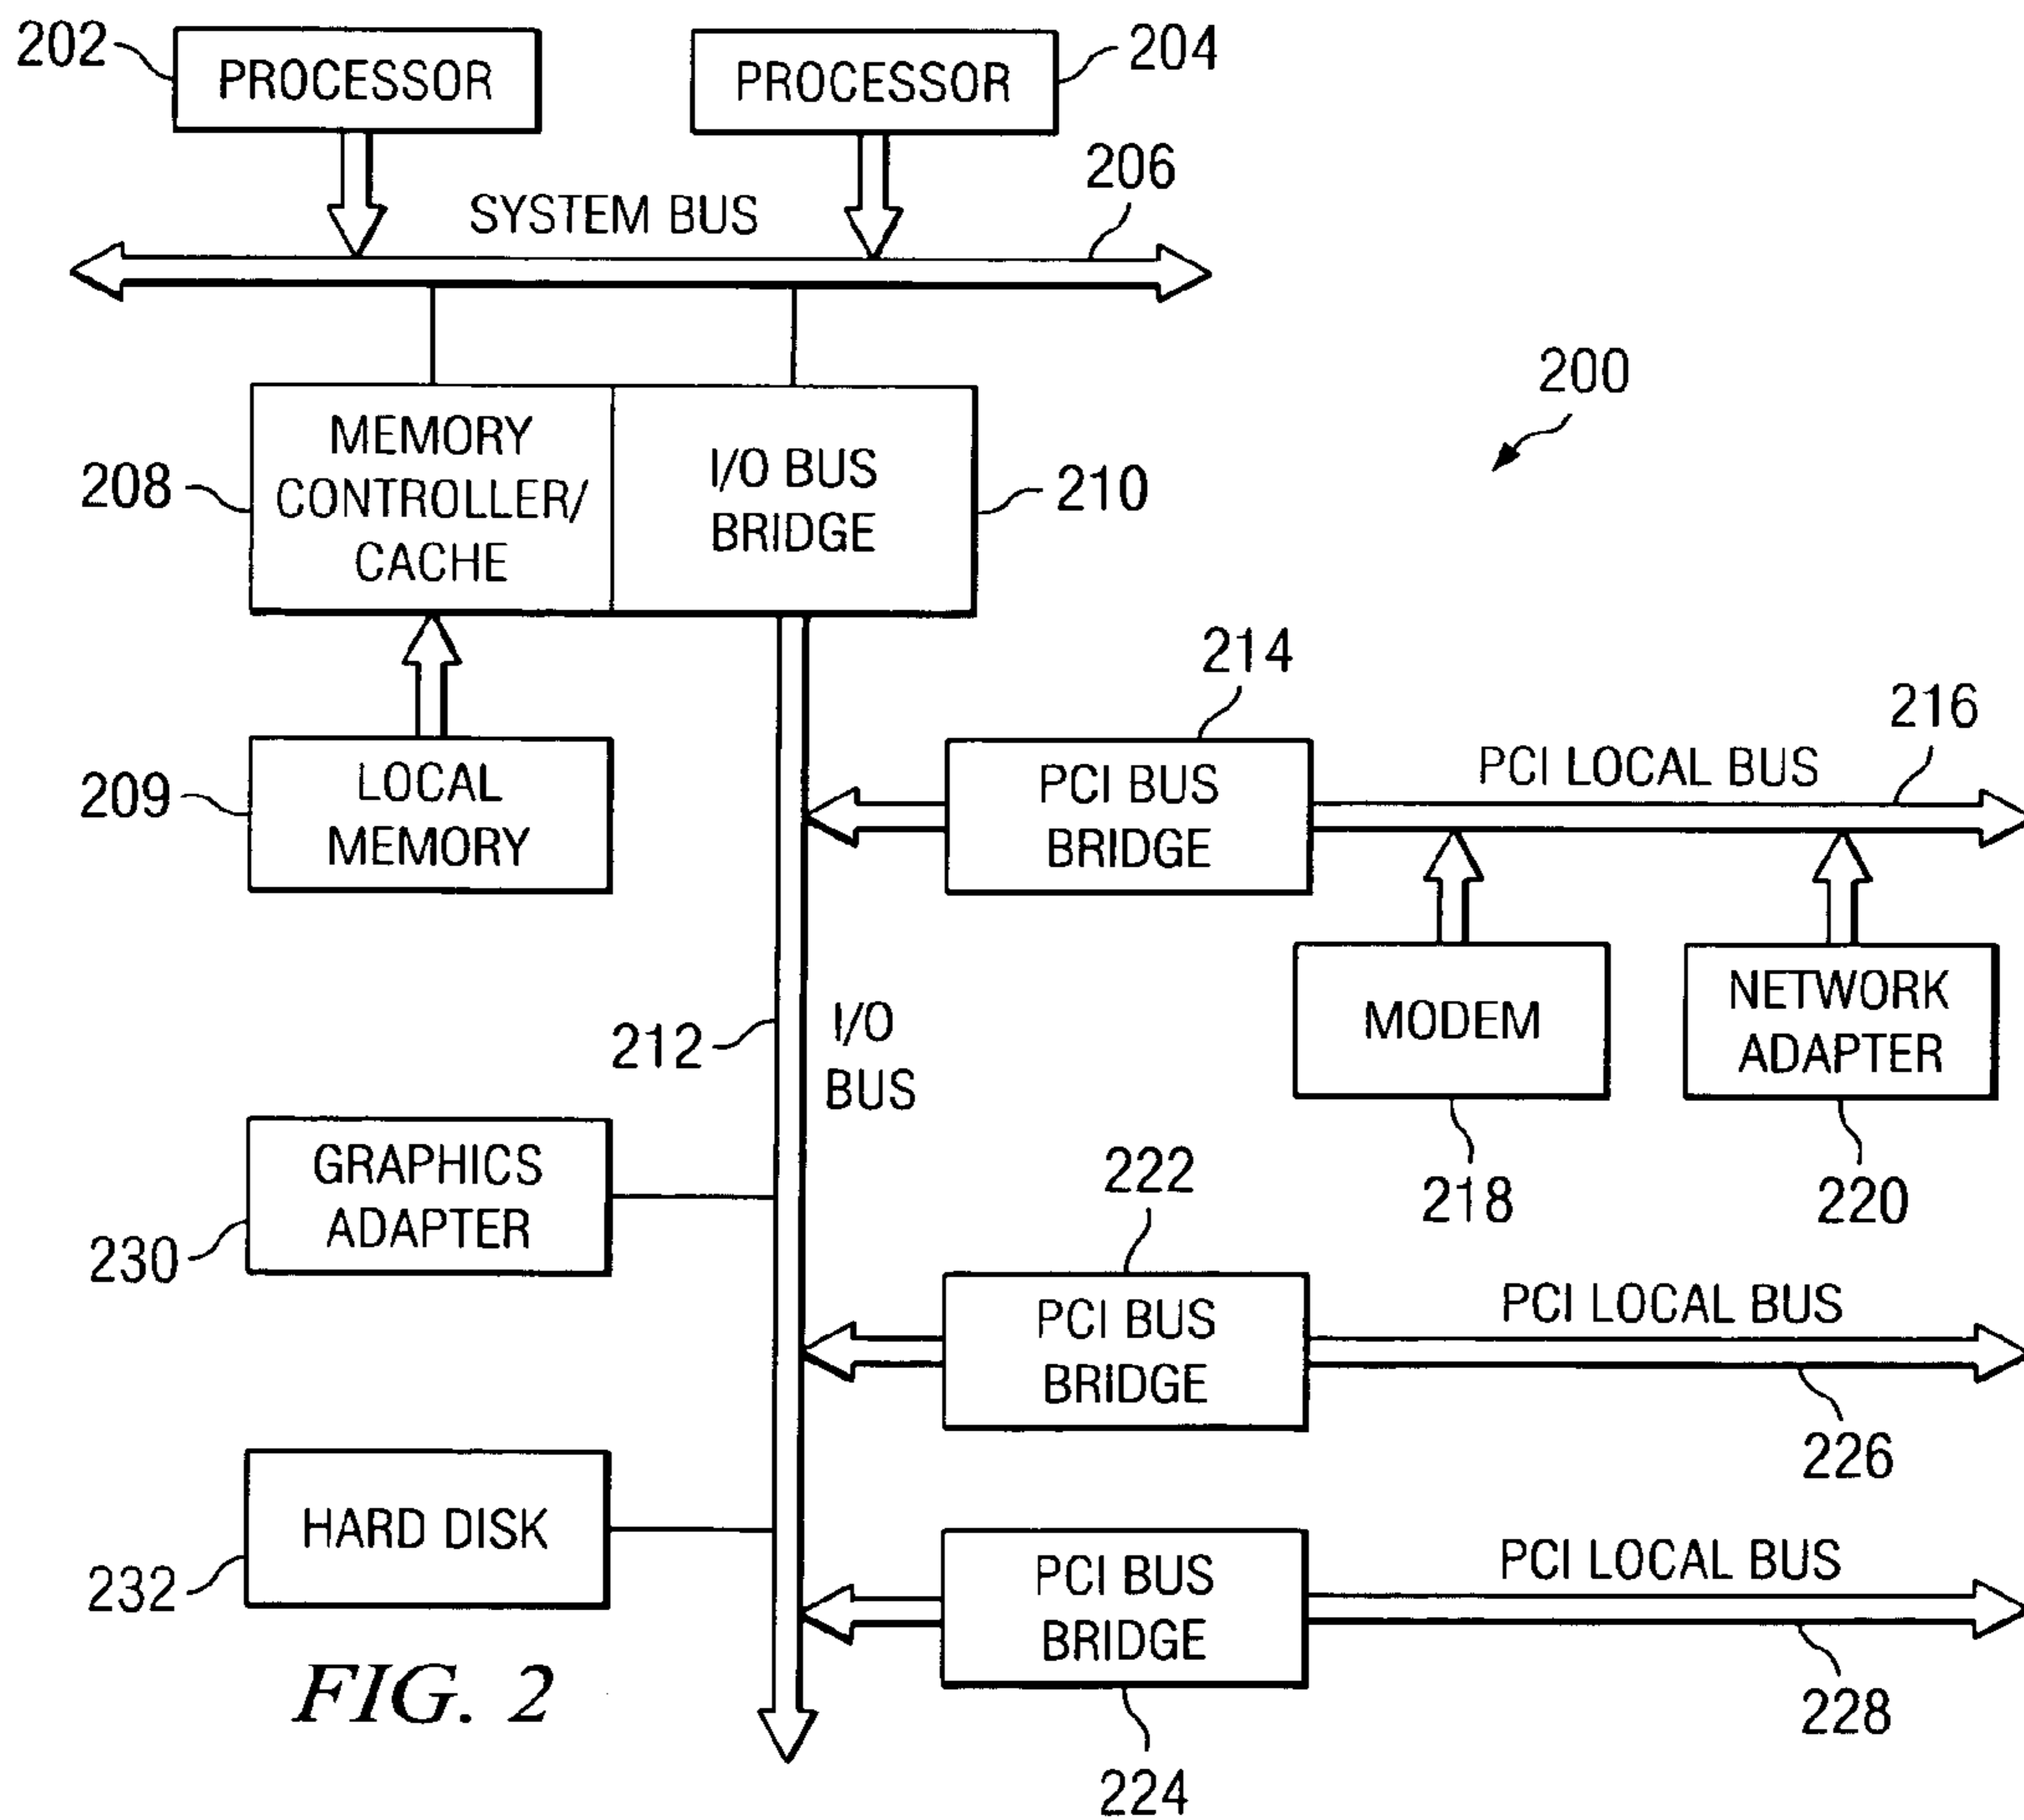 202
PROCESSOR
PROCESSOR
204
206
SYSTEM BUS
200
208
MEMORY
CONTROLLER/
CACHE
I/O BUS
BRIDGE
210
214
216
209
LOCAL
MEMORY
PCI BUS
BRIDGE
PCI LOCAL BUS
212
I/O
BUS
MODEM
NETWORK
ADAPTER
218
220
230
GRAPHICS
ADAPTER
222
PCI BUS
BRIDGE
PCI LOCAL BUS
226
232
HARD DISK
PCI BUS
BRIDGE
PCI LOCAL BUS
228
224
FIG. 2